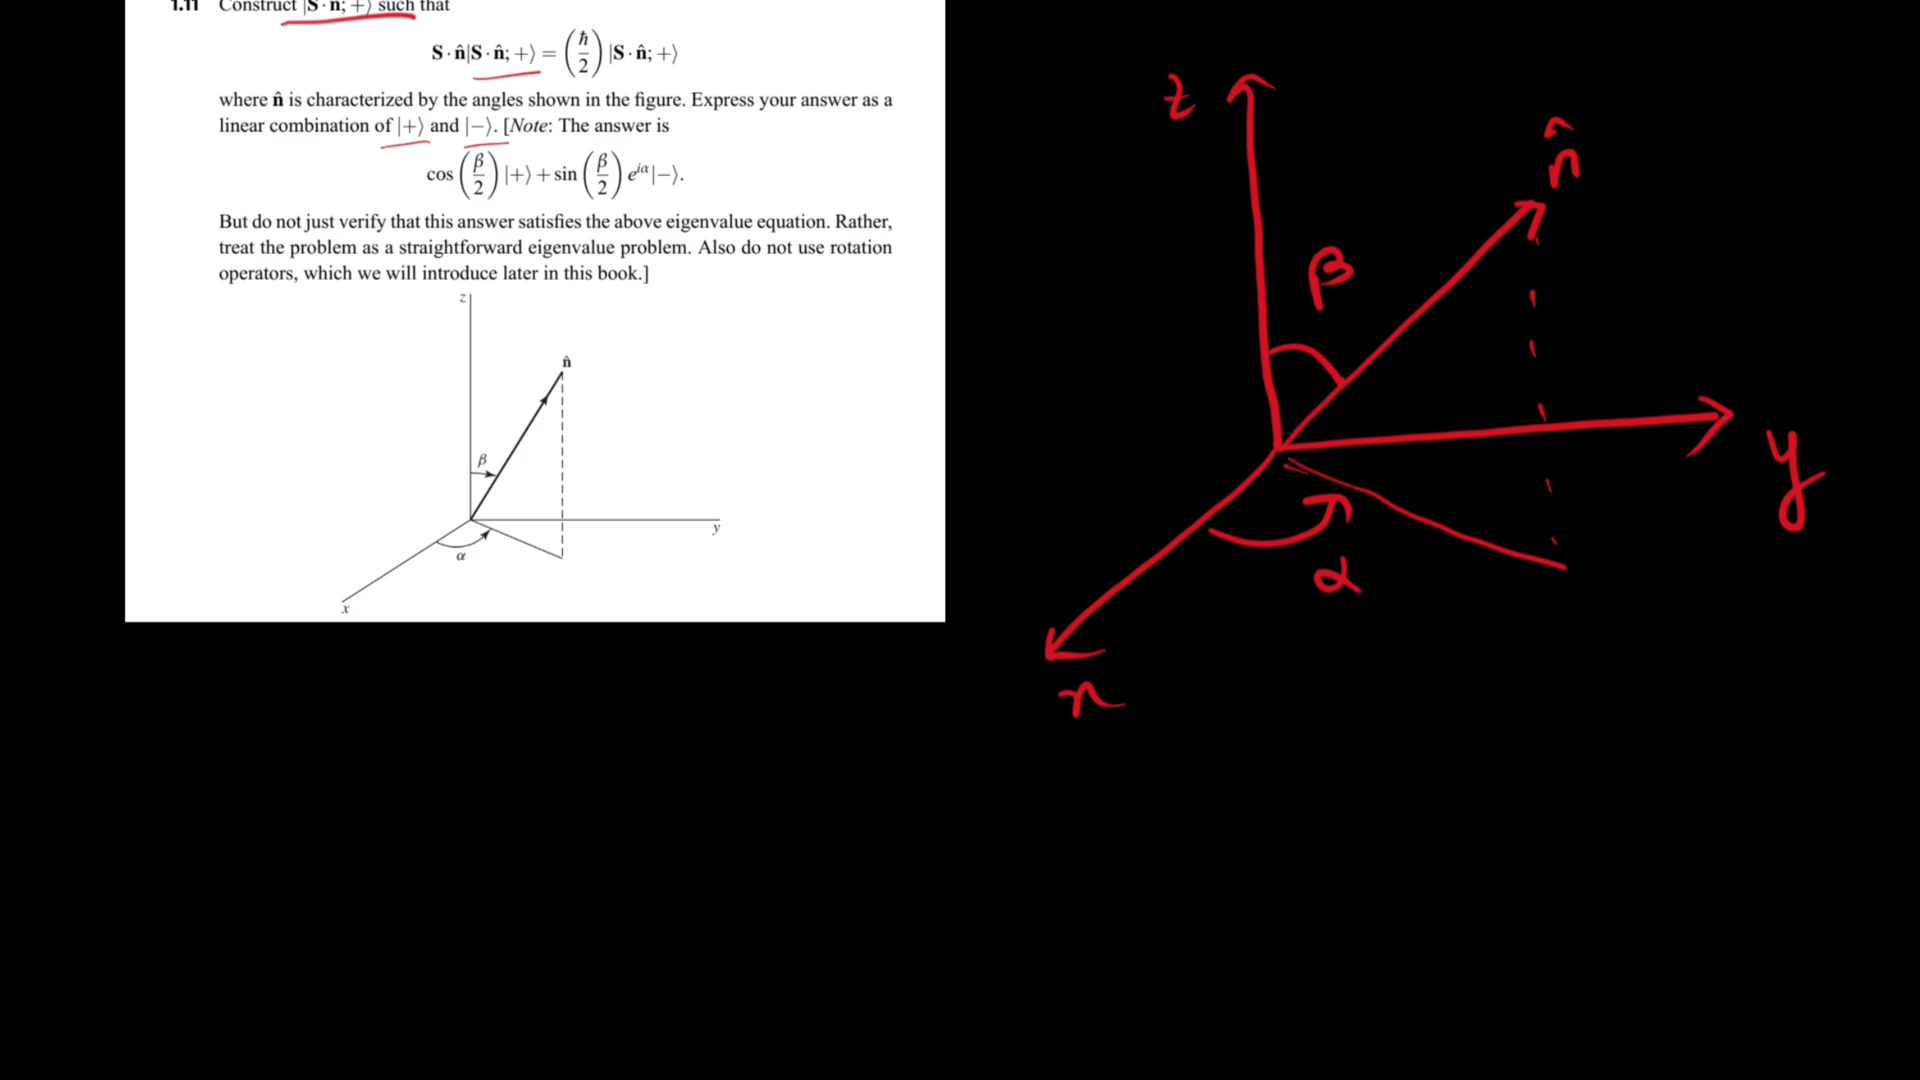 1.11 Construct |S · n̂; +⟩ such that
S · n̂|S · n̂; +⟩ = (ħ/2) |S · n̂; +⟩
where n̂ is characterized by the angles shown in the figure. Express your answer as a
linear combination of |+⟩ and |−⟩. [Note: The answer is
cos (β/2) |+⟩ + sin (β/2) e^{iα}|−⟩.
But do not just verify that this answer satisfies the above eigenvalue equation. Rather,
treat the problem as a straightforward eigenvalue problem. Also do not use rotation
operators, which we will introduce later in this book.]
z
n̂
β
y
α
x
z
n̂
β
y
α
x